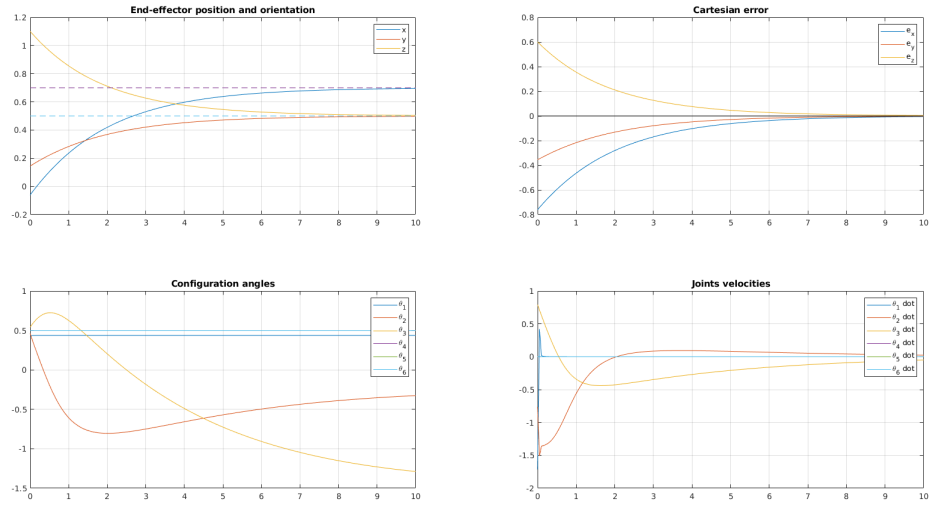 End-effector position and orientation
1.2
1
0.8
0.6
0.4
0.2
0
-0.2
0 1 2 3 4 5 6 7 8 9 10
x
y
z
Cartesian error
0.8
0.6
0.4
0.2
0
-0.2
-0.4
-0.6
-0.8
0 1 2 3 4 5 6 7 8 9 10
e_x
e_y
e_z
Configuration angles
1
0.5
0
-0.5
-1
-1.5
0 1 2 3 4 5 6 7 8 9 10
θ_1
θ_2
θ_3
θ_4
θ_5
θ_6
Joints velocities
1
0.5
0
-0.5
-1
-1.5
-2
0 1 2 3 4 5 6 7 8 9 10
θ_1 dot
θ_2 dot
θ_3 dot
θ_4 dot
θ_5 dot
θ_6 dot